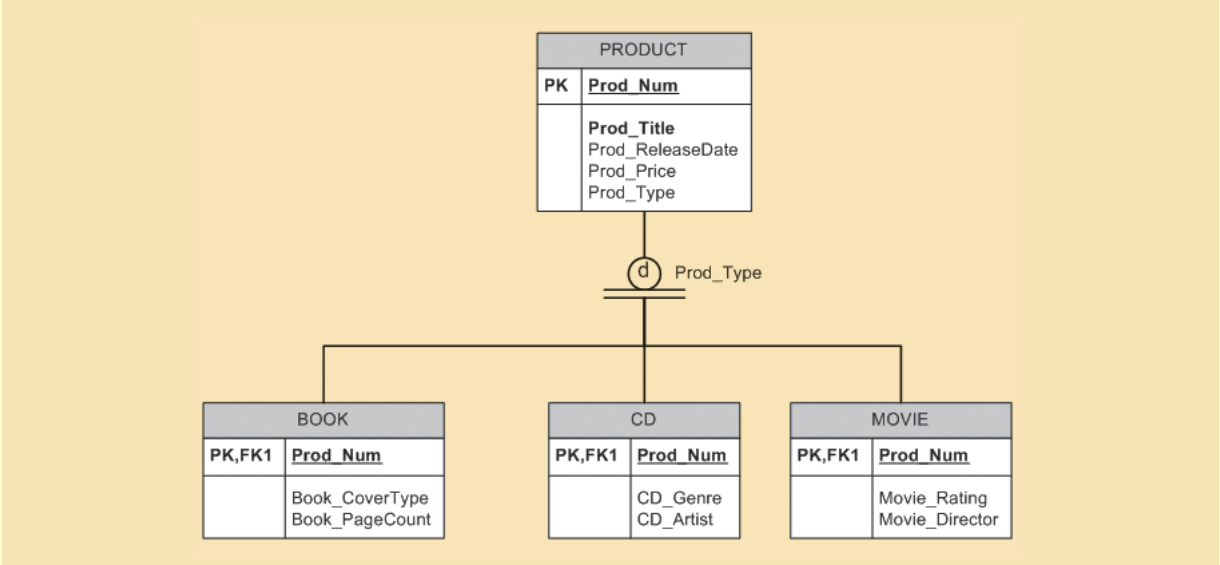 PRODUCT
PK Prod_Num
Prod_Title
Prod_ReleaseDate
Prod_Price
Prod_Type
d Prod_Type
BOOK
PK,FK1 Prod_Num
Book_CoverType
Book_PageCount
CD
PK,FK1 Prod_Num
CD_Genre
CD_Artist
MOVIE
PK,FK1 Prod_Num
Movie_Rating
Movie_Director